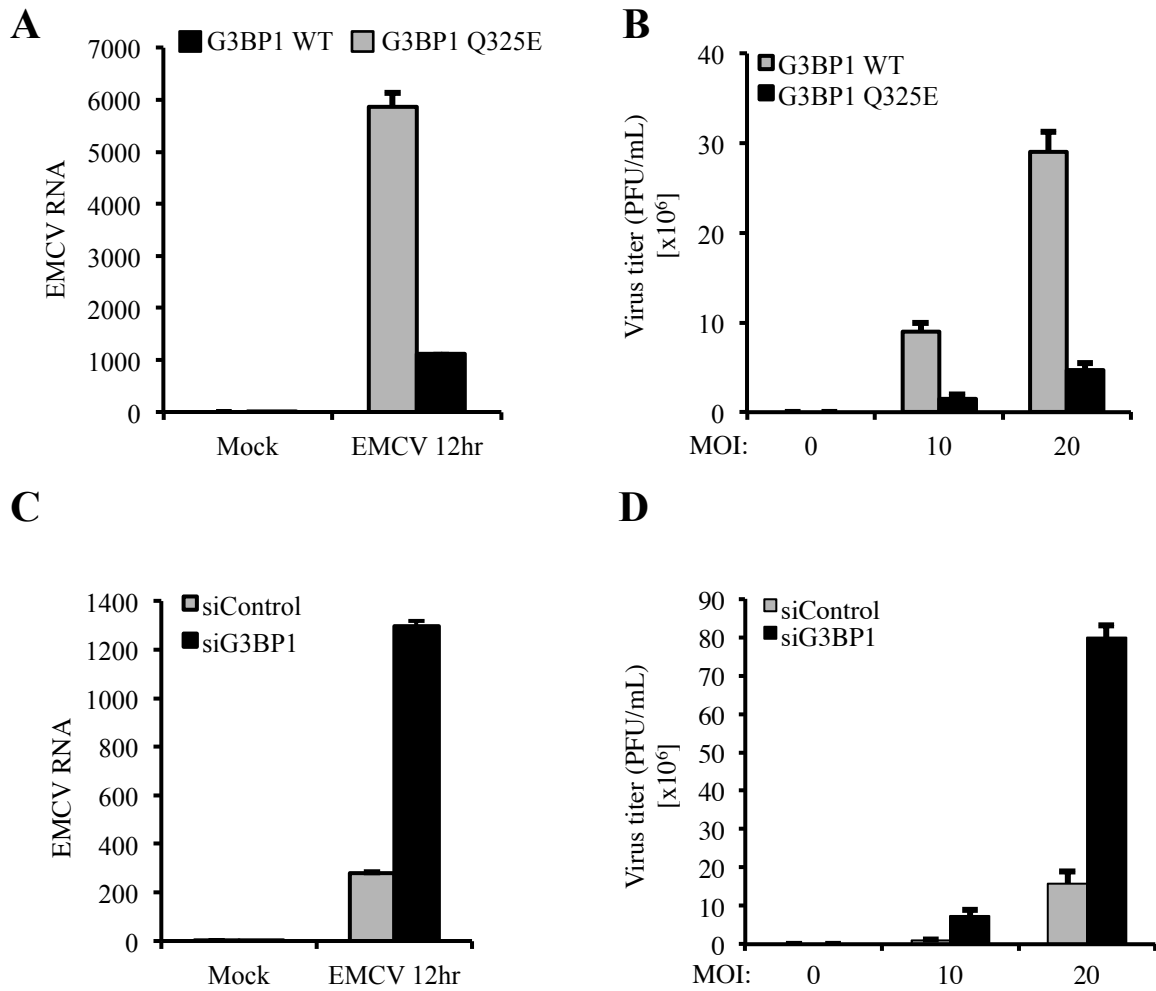 A
G3BP1 WT G3BP1 Q325E
7000
6000
5000
4000
3000
2000
1000
0
EMCV RNA
Mock EMCV 12hr
B
G3BP1 WT
G3BP1 Q325E
40
30
20
10
0
Virus titer (PFU/mL)
[x10⁶]
MOI: 0 10 20
C
siControl
siG3BP1
1400
1200
1000
800
600
400
200
0
EMCV RNA
Mock EMCV 12hr
D
siControl
siG3BP1
90
80
70
60
50
40
30
20
10
0
Virus titer (PFU/mL)
[x10⁶]
MOI: 0 10 20